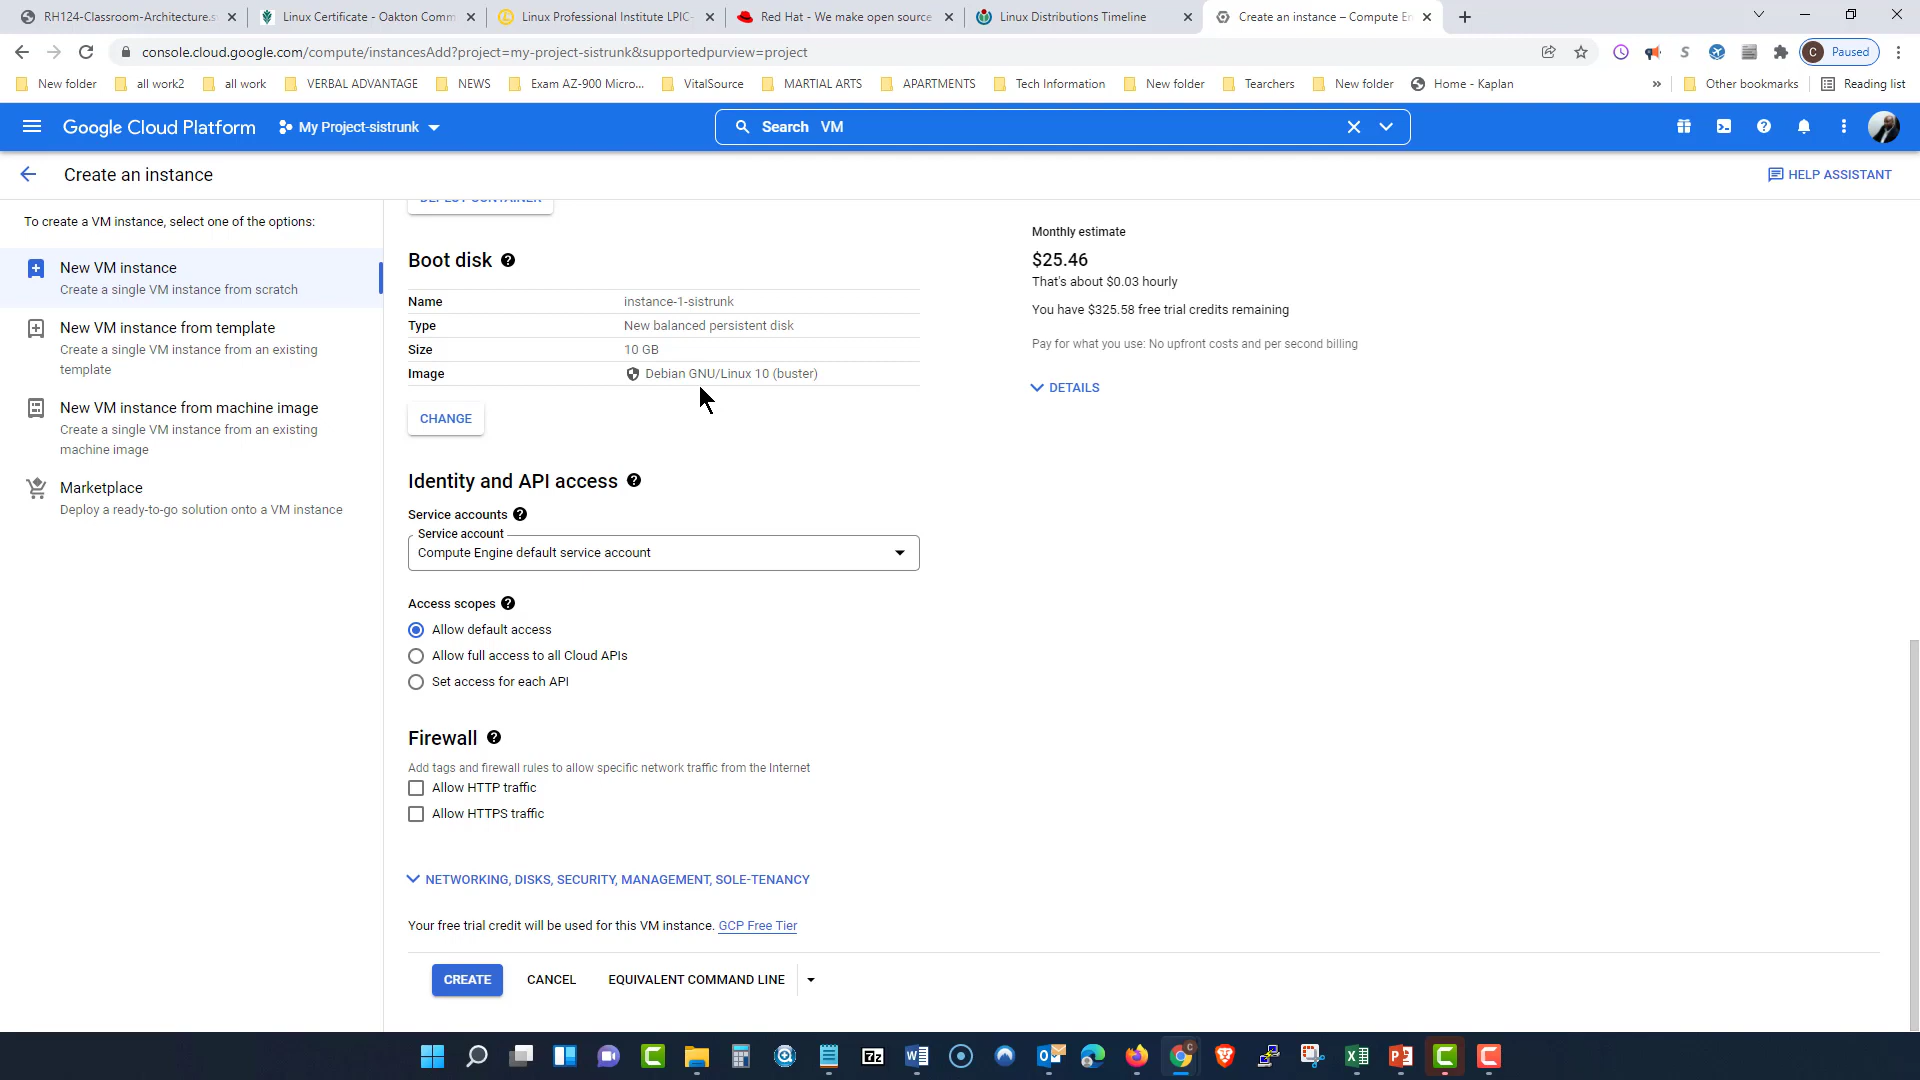 RH124-Classroom-Architecture.s
Linux Certificate - Oakton Comm
Linux Professional Institute LPIC-
Red Hat - We make open source
Linux Distributions Timeline
Create an instance – Compute En
console.cloud.google.com/compute/instancesAdd?project=my-project-sistrunk&supportedpurview=project
S
C Paused
New folder
all work2
all work
VERBAL ADVANTAGE
NEWS
Exam AZ-900 Micro...
VitalSource
MARTIAL ARTS
APARTMENTS
Tech Information
New folder
Tearchers
New folder
Home - Kaplan
»
Other bookmarks
Reading list
Google Cloud Platform
My Project-sistrunk
Search VM
Create an instance
HELP ASSISTANT
To create a VM instance, select one of the options:
New VM instance
Create a single VM instance from scratch
New VM instance from template
Create a single VM instance from an existing
template
New VM instance from machine image
Create a single VM instance from an existing
machine image
Marketplace
Deploy a ready-to-go solution onto a VM instance
DEPLOY CONTAINER
Boot disk
Name instance-1-sistrunk
Type New balanced persistent disk
Size 10 GB
Image Debian GNU/Linux 10 (buster)
CHANGE
Identity and API access
Service accounts
Service account
Compute Engine default service account
Access scopes
Allow default access
Allow full access to all Cloud APIs
Set access for each API
Firewall
Add tags and firewall rules to allow specific network traffic from the Internet
Allow HTTP traffic
Allow HTTPS traffic
NETWORKING, DISKS, SECURITY, MANAGEMENT, SOLE-TENANCY
Your free trial credit will be used for this VM instance. GCP Free Tier
CREATE
CANCEL
EQUIVALENT COMMAND LINE
Monthly estimate
$25.46
That's about $0.03 hourly
You have $325.58 free trial credits remaining
Pay for what you use: No upfront costs and per second billing
DETAILS